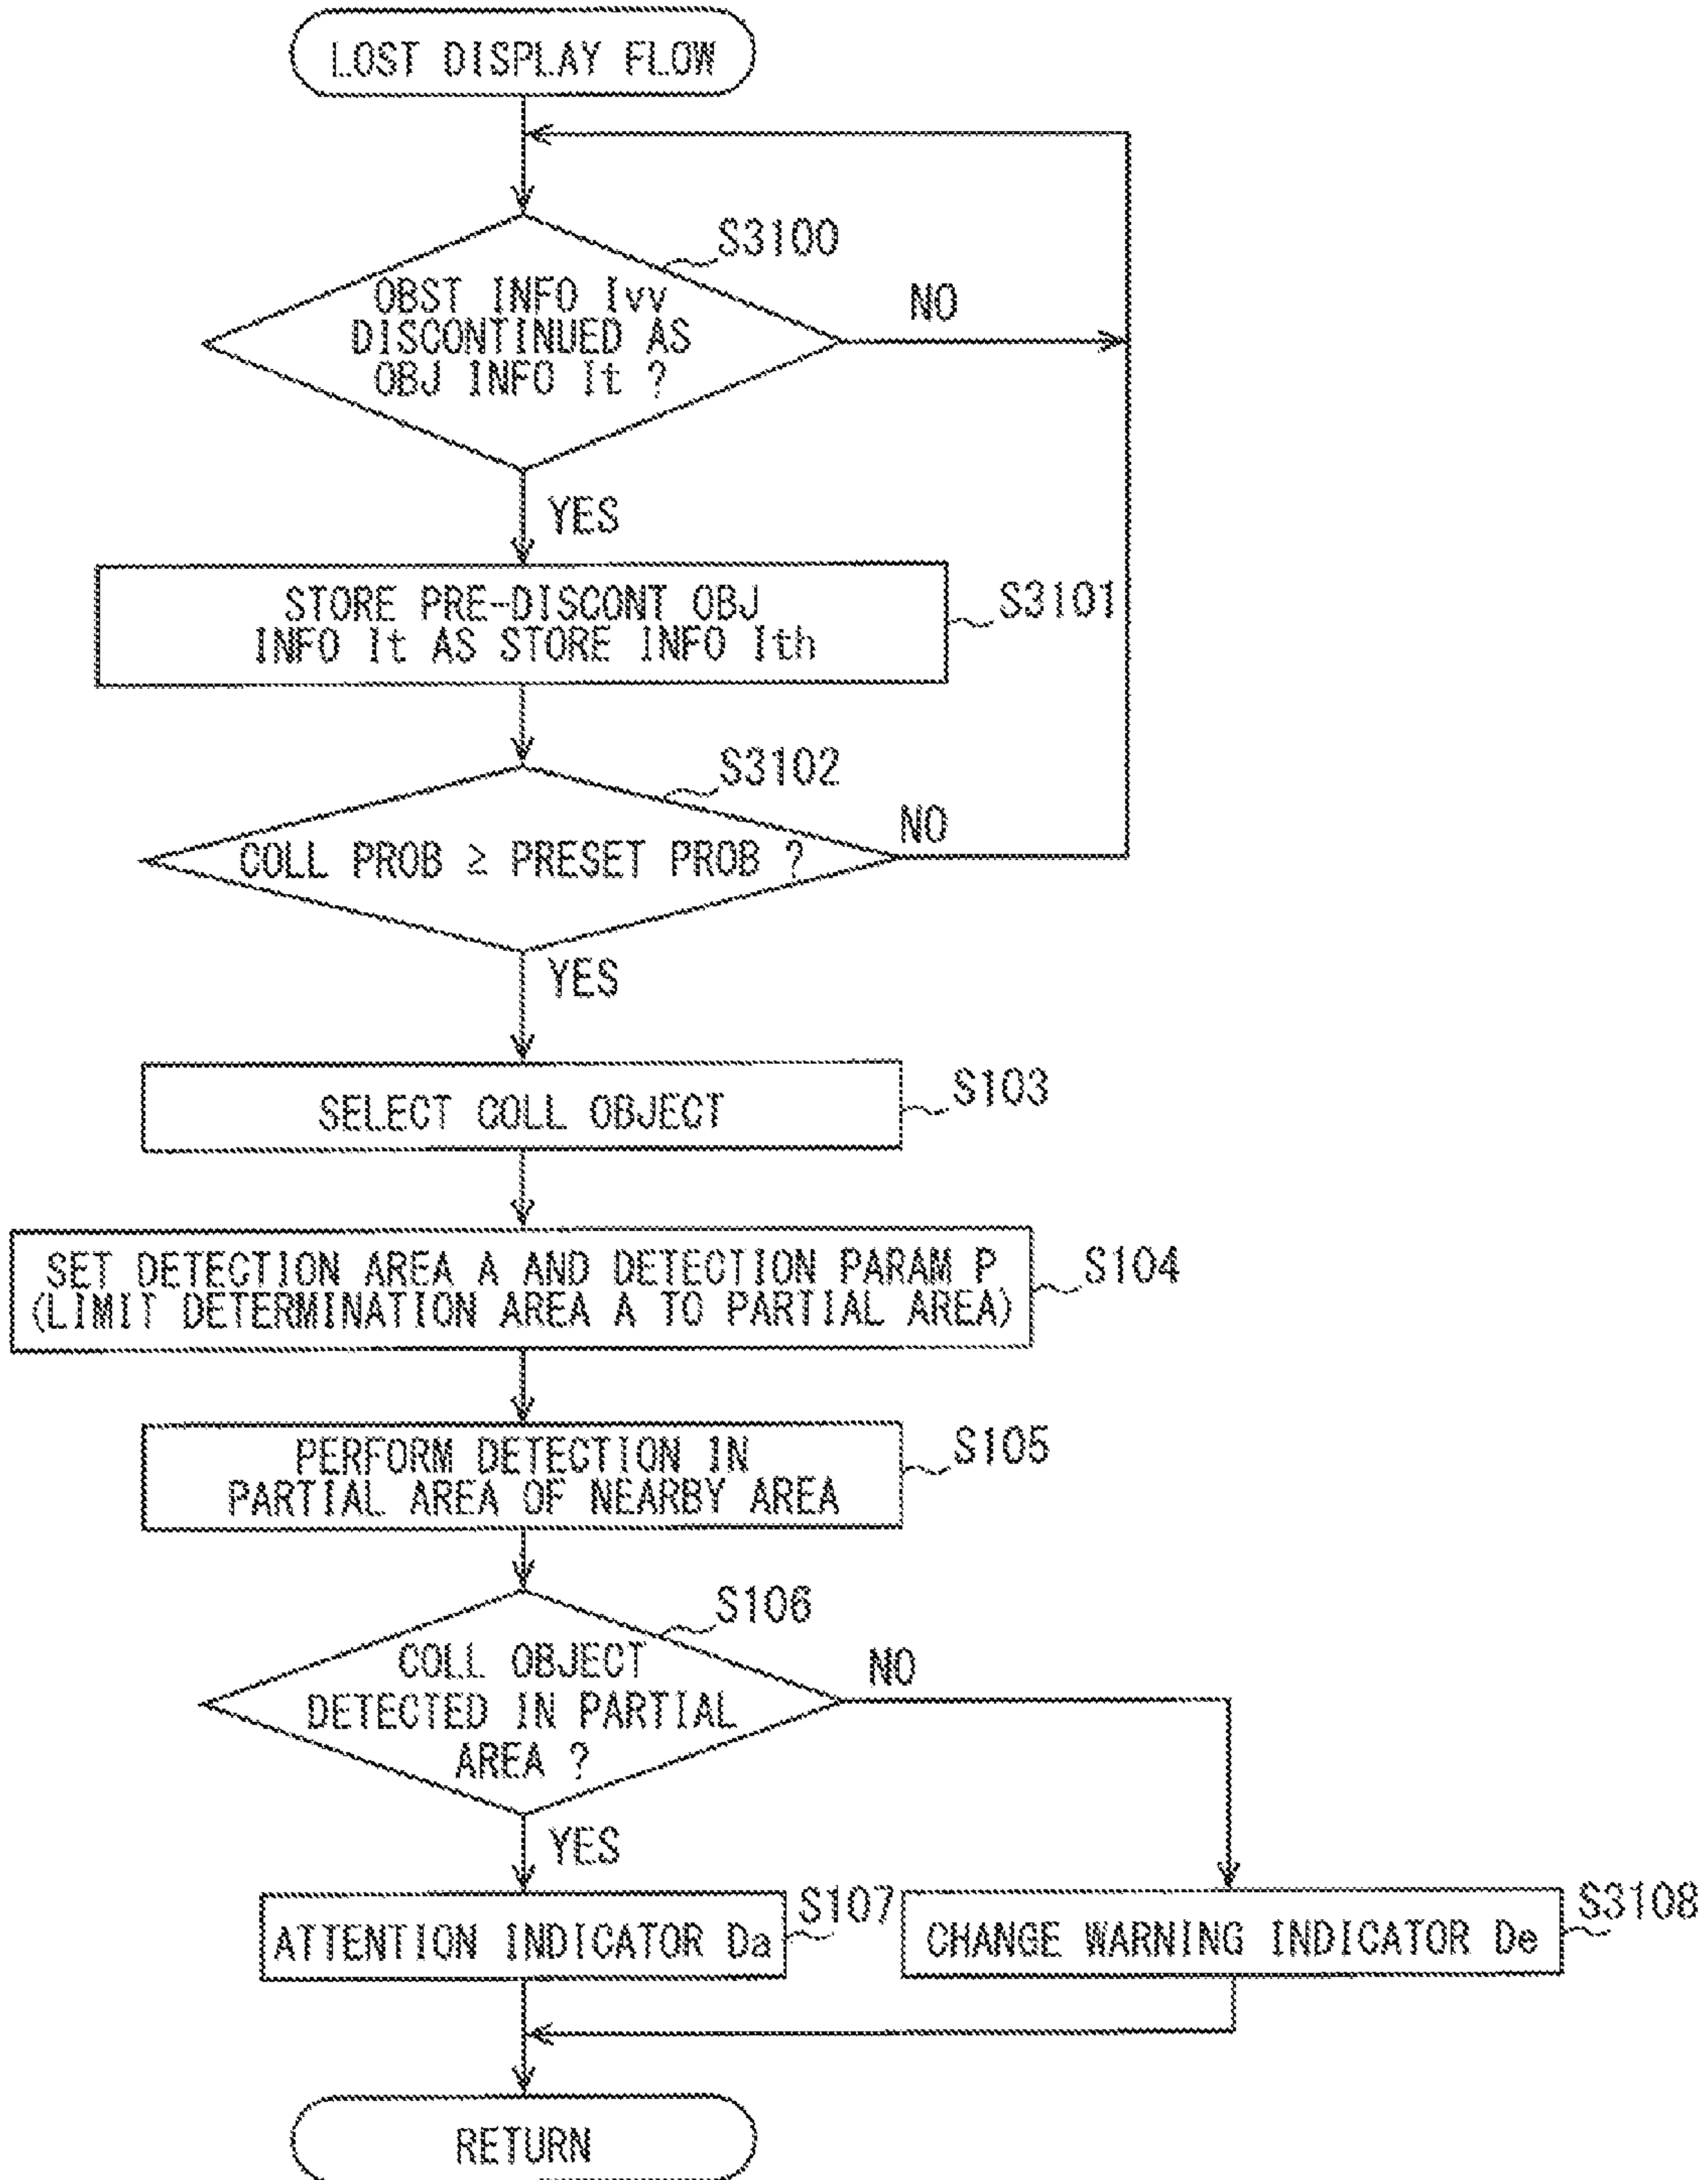 LOST DISPLAY FLOW
S3100
OBST INFO Ivv
DISCONTINUED AS
OBJ INFO It ?
NO
YES
STORE PRE-DISCONT OBJ
INFO It AS STORE INFO Ith
S3101
S3102
COLL PROB ≥ PRESET PROB ?
NO
YES
SELECT COLL OBJECT
S103
SET DETECTION AREA A AND DETECTION PARAM P
(LIMIT DETERMINATION AREA A TO PARTIAL AREA)
S104
PERFORM DETECTION IN
PARTIAL AREA OF NEARBY AREA
S105
S106
COLL OBJECT
DETECTED IN PARTIAL
AREA ?
NO
YES
ATTENTION INDICATOR Da
S107
CHANGE WARNING INDICATOR De
S3108
RETURN